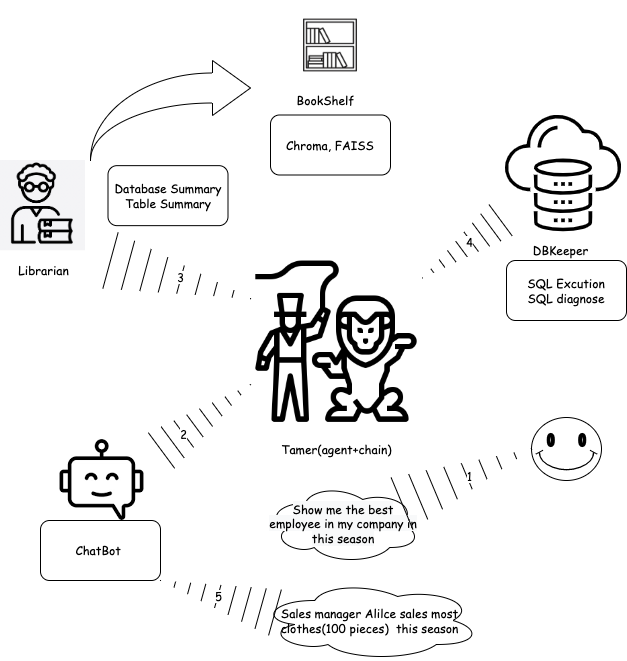 BookShelf
Chroma, FAISS
Database Summary
Table Summary
Librarian
3
4
DBKeeper
SQL Excution
SQL diagnose
2
Tamer(agent+chain)
1
Show me the best
employee in my company in
this season
ChatBot
5
Sales manager Alilce sales most
clothes(100 pieces) this season